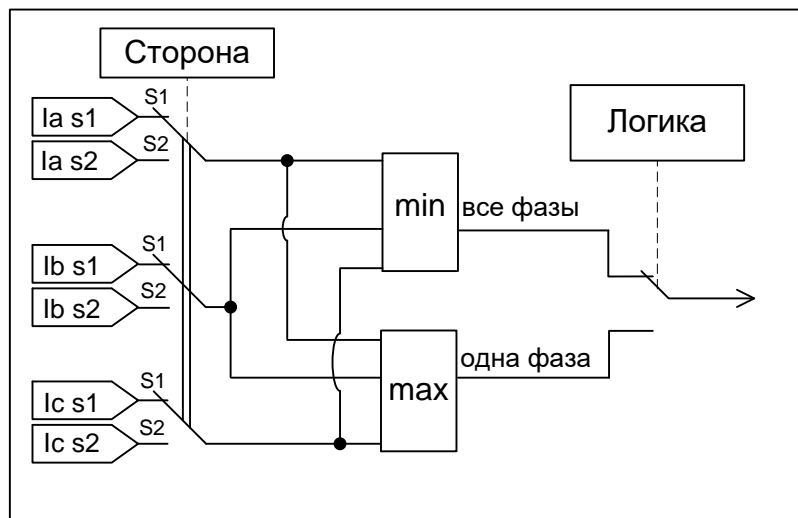 Сторона
S1
Ia s1
S2
Ia s2
Логика
min
все фазы
S1
Ib s1
S2
Ib s2
max
одна фаза
S1
Ic s1
S2
Ic s2